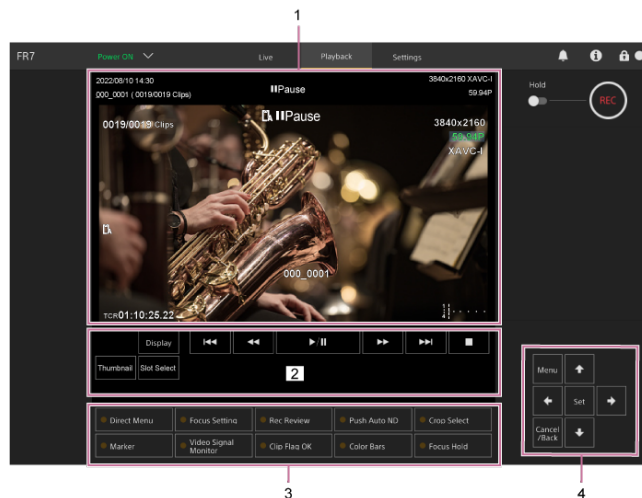 1
FR7
Power ON
Live
Playback
Settings
2022/08/10 14:30
000_0001 ( 0019/0019 Clips)
Pause
3840x2160 XAVC-I
59.94P
Hold
REC
0019/0019 Clips
Pause
3840x2160
59.94P
XAVC-I
000_0001
TCR01:10:25.22
Display
Thumbnail
Slot Select
2
Menu
Set
Cancel
/Back
Direct Menu
Focus Setting
Rec Review
Push Auto ND
Crop Select
Marker
Video Signal
Monitor
Clip Flag OK
Color Bars
Focus Hold
3
4